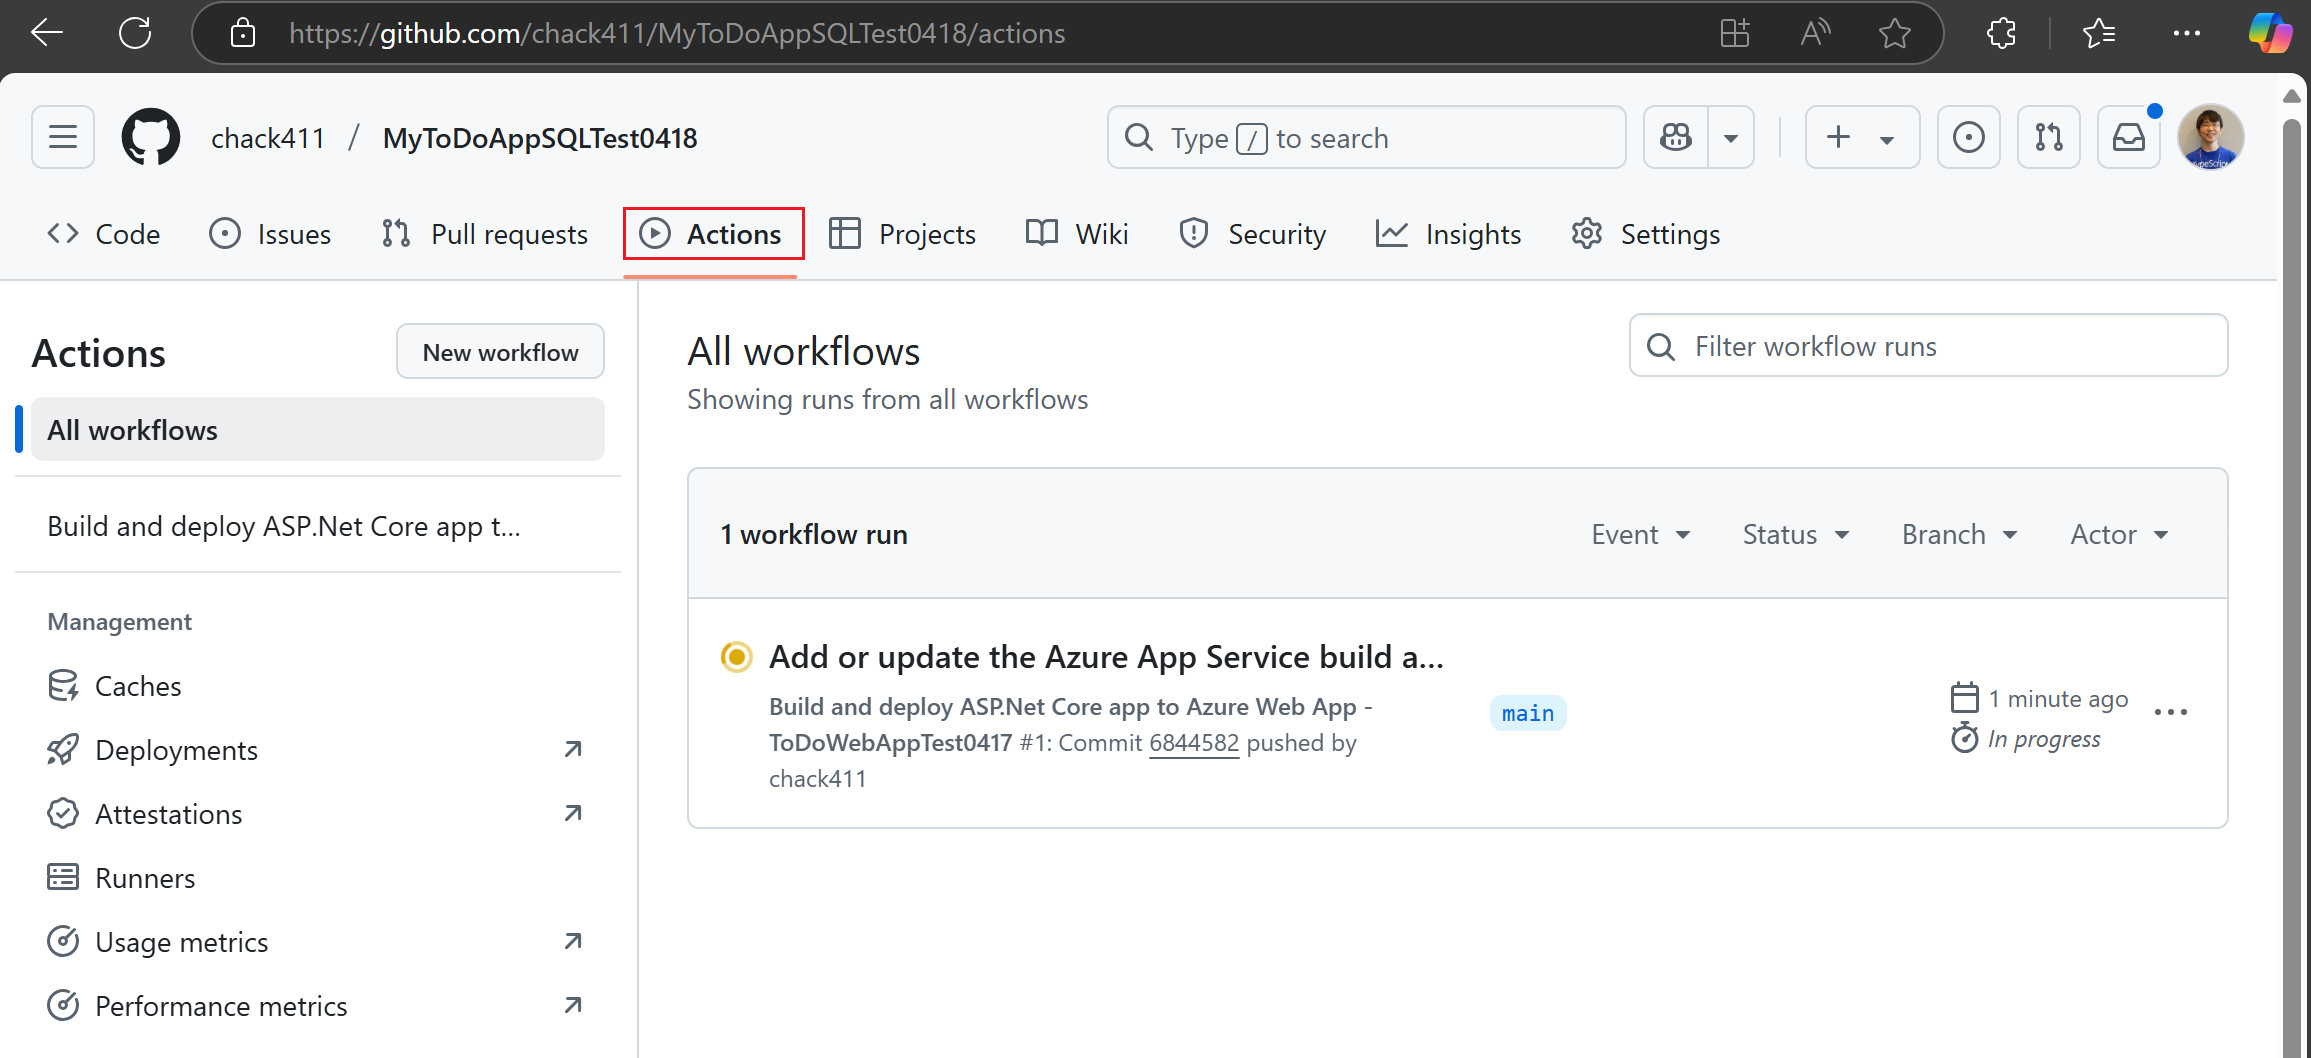 https://github.com/chack411/MyToDoAppSQLTest0418/actions
chack411 / MyToDoAppSQLTest0418
Type / to search
Code Issues Pull requests Actions Projects Wiki Security Insights Settings
Actions
New workflow
All workflows
Build and deploy ASP.Net Core app t...
Management
Caches
Deployments
Attestations
Runners
Usage metrics
Performance metrics
All workflows
Showing runs from all workflows
Filter workflow runs
1 workflow run
Event Status Branch Actor
Add or update the Azure App Service build a...
Build and deploy ASP.Net Core app to Azure Web App -
ToDoWebAppTest0417 #1: Commit 6844582 pushed by
chack411
main
1 minute ago
In progress